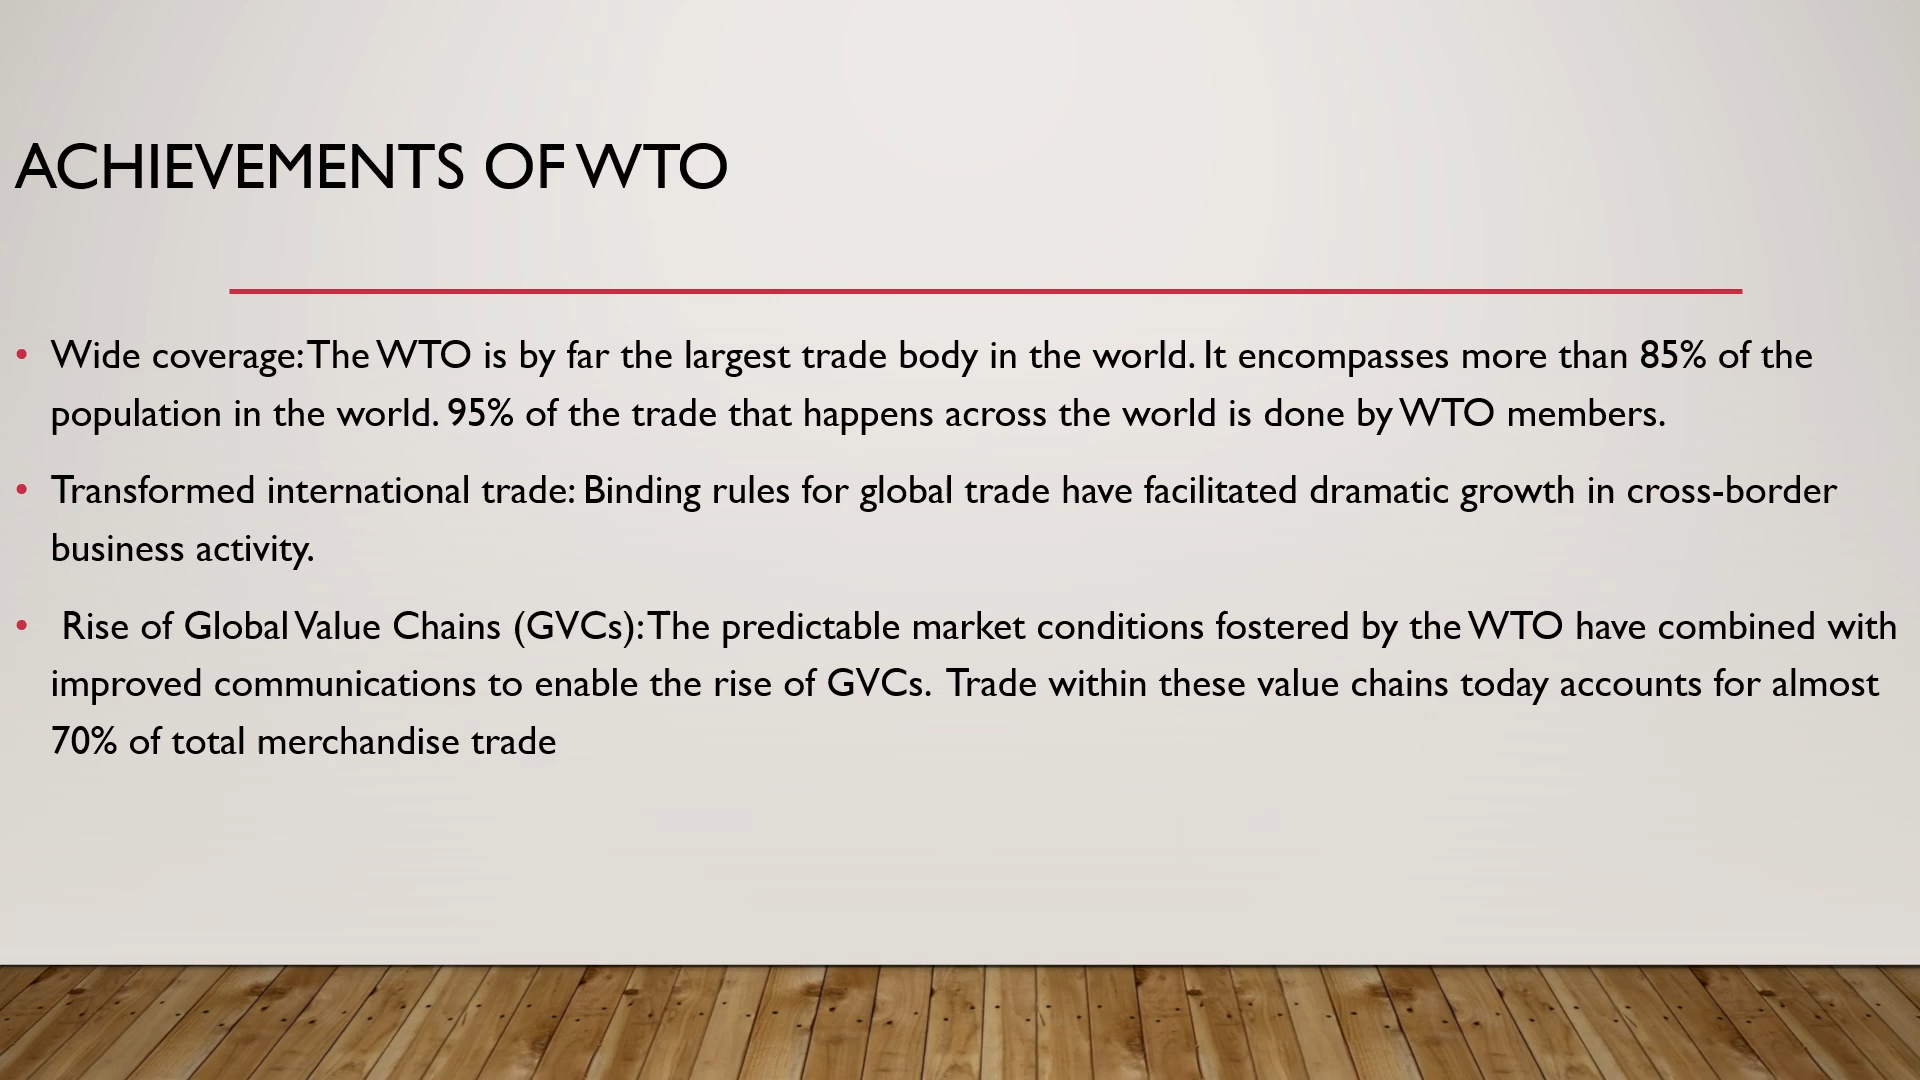 ACHIEVEMENTS OF WTO
• Wide coverage: The WTO is by far the largest trade body in the world. It encompasses more than 85% of the
population in the world. 95% of the trade that happens across the world is done by WTO members.
• Transformed international trade: Binding rules for global trade have facilitated dramatic growth in cross-border
business activity.
• Rise of Global Value Chains (GVCs): The predictable market conditions fostered by the WTO have combined with
improved communications to enable the rise of GVCs. Trade within these value chains today accounts for almost
70% of total merchandise trade